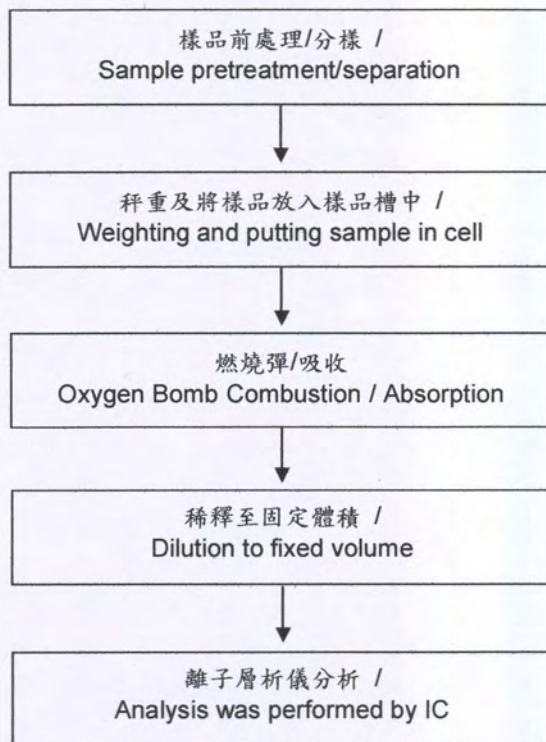 樣品前處理/分樣 /
Sample pretreatment/separation
秤重及將樣品放入樣品槽中 /
Weighting and putting sample in cell
燃燒彈/吸收
Oxygen Bomb Combustion / Absorption
稀釋至固定體積 /
Dilution to fixed volume
離子層析儀分析 /
Analysis was performed by IC